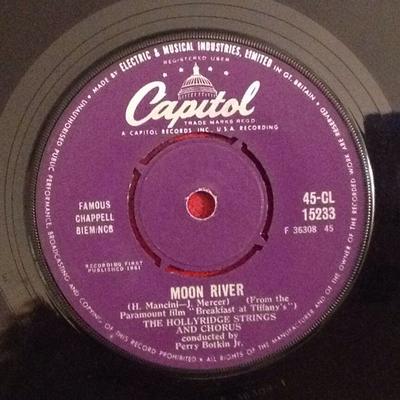 MADE BY ELECTRIC & MUSICAL INDUSTRIES, LIMITED IN GT. BRITAIN
ALL RIGHTS OF THE MANUFACTURER AND OF THE OWNER OF THE RECORDED WORK RESERVED
UNAUTHORISED PUBLIC PERFORMANCE, BROADCASTING AND COPYING OF THIS RECORD PROHIBITED
REGISTERED USER
Capitol
TRADE MARKS REGD
A CAPITOL RECORDS, INC., U.S.A. RECORDING
FAMOUS
CHAPPELL
BIEM/NCB
45-CL
15233
F 36308 45
RECORDING FIRST
PUBLISHED 1961
MOON RIVER
(H. Mancini—J. Mercer) (From the
Paramount film "Breakfast at Tiffany's")
THE HOLLYRIDGE STRINGS
AND CHORUS
conducted by
Perry Botkin Jr.